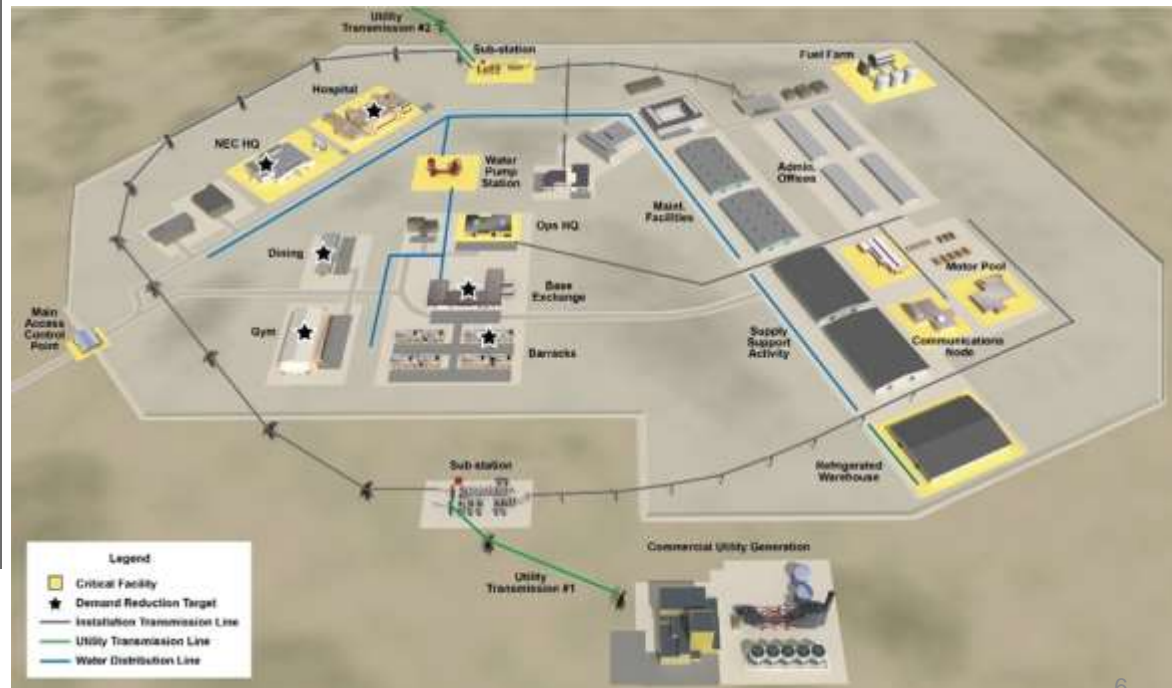 Utility
Transmission #2
Sub-station
Fuel Farm
Hospital
NEC HQ
Water
Pump
Station
Admin.
Offices
Maint.
Facilities
Ops HQ
Dining
Motor Pool
Base
Exchange
Main
Access
Control
Point
Gym
Supply
Support
Activity
Communications
Node
Barracks
Sub-station
Refrigerated
Warehouse
Commercial Utility Generation
Utility
Transmission #1
Legend
Critical Facility
Demand Reduction Target
Installation Transmission Line
Utility Transmission Line
Water Distribution Line
6